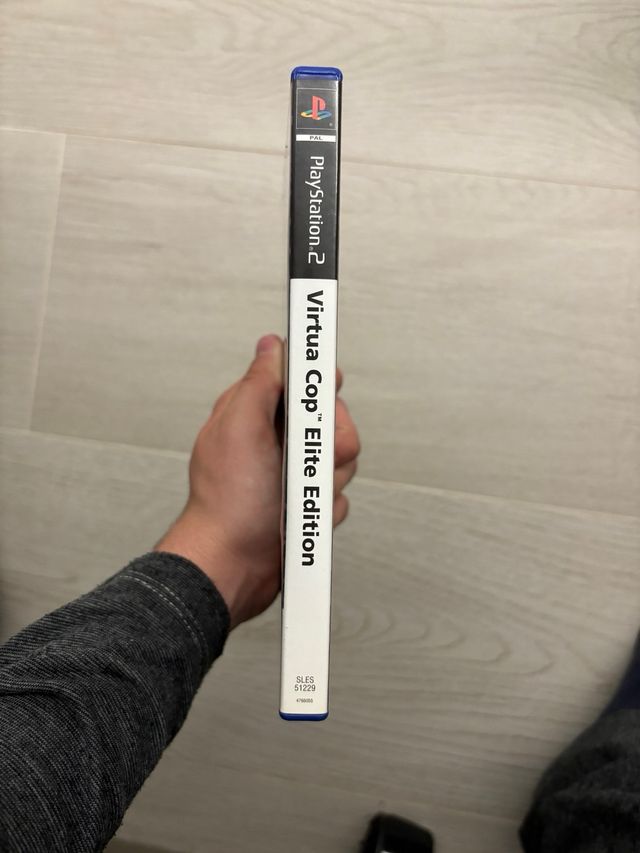 PAL
PlayStation®2
Virtua Cop™ Elite Edition
SLES
51229